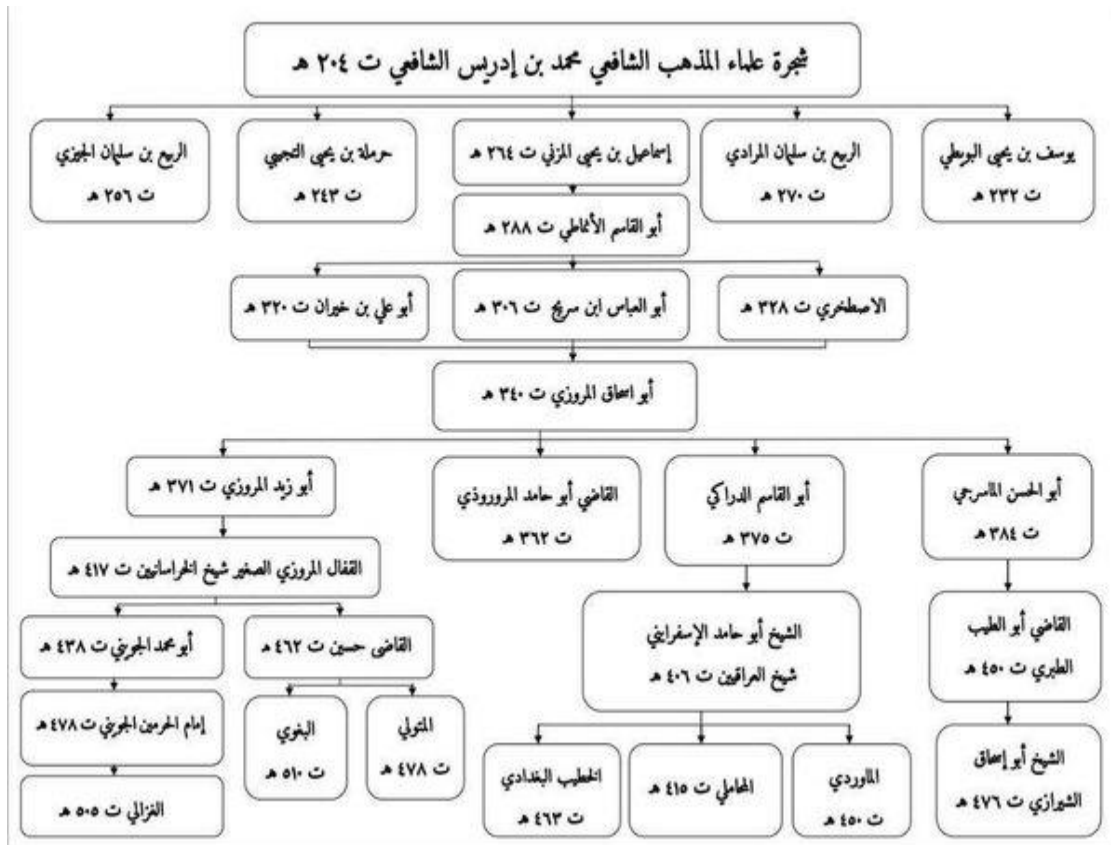 شجرة علماء المذهب الشافعي محمد بن إدريس الشافعي ت ٢٠٤ هـ
يوسف بن يحيى البويطي
ت ٢٣٢ هـ
الربيع بن سليمان المرادي
ت ٢٧٠ هـ
إسماعيل بن يحيى المزني ت ٢٦٤ هـ
حرملة بن يحيى التجيبي
ت ٢٤٣ هـ
الربيع بن سليمان الجيزي
ت ٢٥٦ هـ
أبو القاسم الأنماطي ت ٢٨٨ هـ
الاصطخري ت ٣٢٨ هـ
أبو العباس ابن سريج ت ٣٠٦ هـ
أبو علي بن خيران ت ٣٢٠ هـ
أبو اسحاق المروزي ت ٣٤٠ هـ
أبو الحسن الماسرجي
ت ٣٨٤ هـ
أبو القاسم الداركي
ت ٣٧٥ هـ
القاضي أبو حامد المروروذي
ت ٣٦٢ هـ
أبو زيد المروزي ت ٣٧١ هـ
القفال المروزي الصغير شيخ الخراسانيين ت ٤١٧ هـ
القاضي أبو الطيب
الطبري ت ٤٥٠ هـ
الشيخ أبو حامد الإسفرايني
شيخ العراقيين ت ٤٠٦ هـ
القاضى حسين ت ٤٦٢ هـ
أبو محمد الجويني ت ٤٣٨ هـ
الشيخ أبو إسحاق
الشيرازي ت ٤٧٦ هـ
الماوردي
ت ٤٥٠ هـ
المحاملي ت ٤١٥ هـ
الخطيب البغدادي
ت ٤٦٣ هـ
المتولي
ت ٤٧٨ هـ
البغوي
ت ٥١٠ هـ
إمام الحرمين الجويني ت ٤٧٨ هـ
الغزالي ت ٥٠٥ هـ